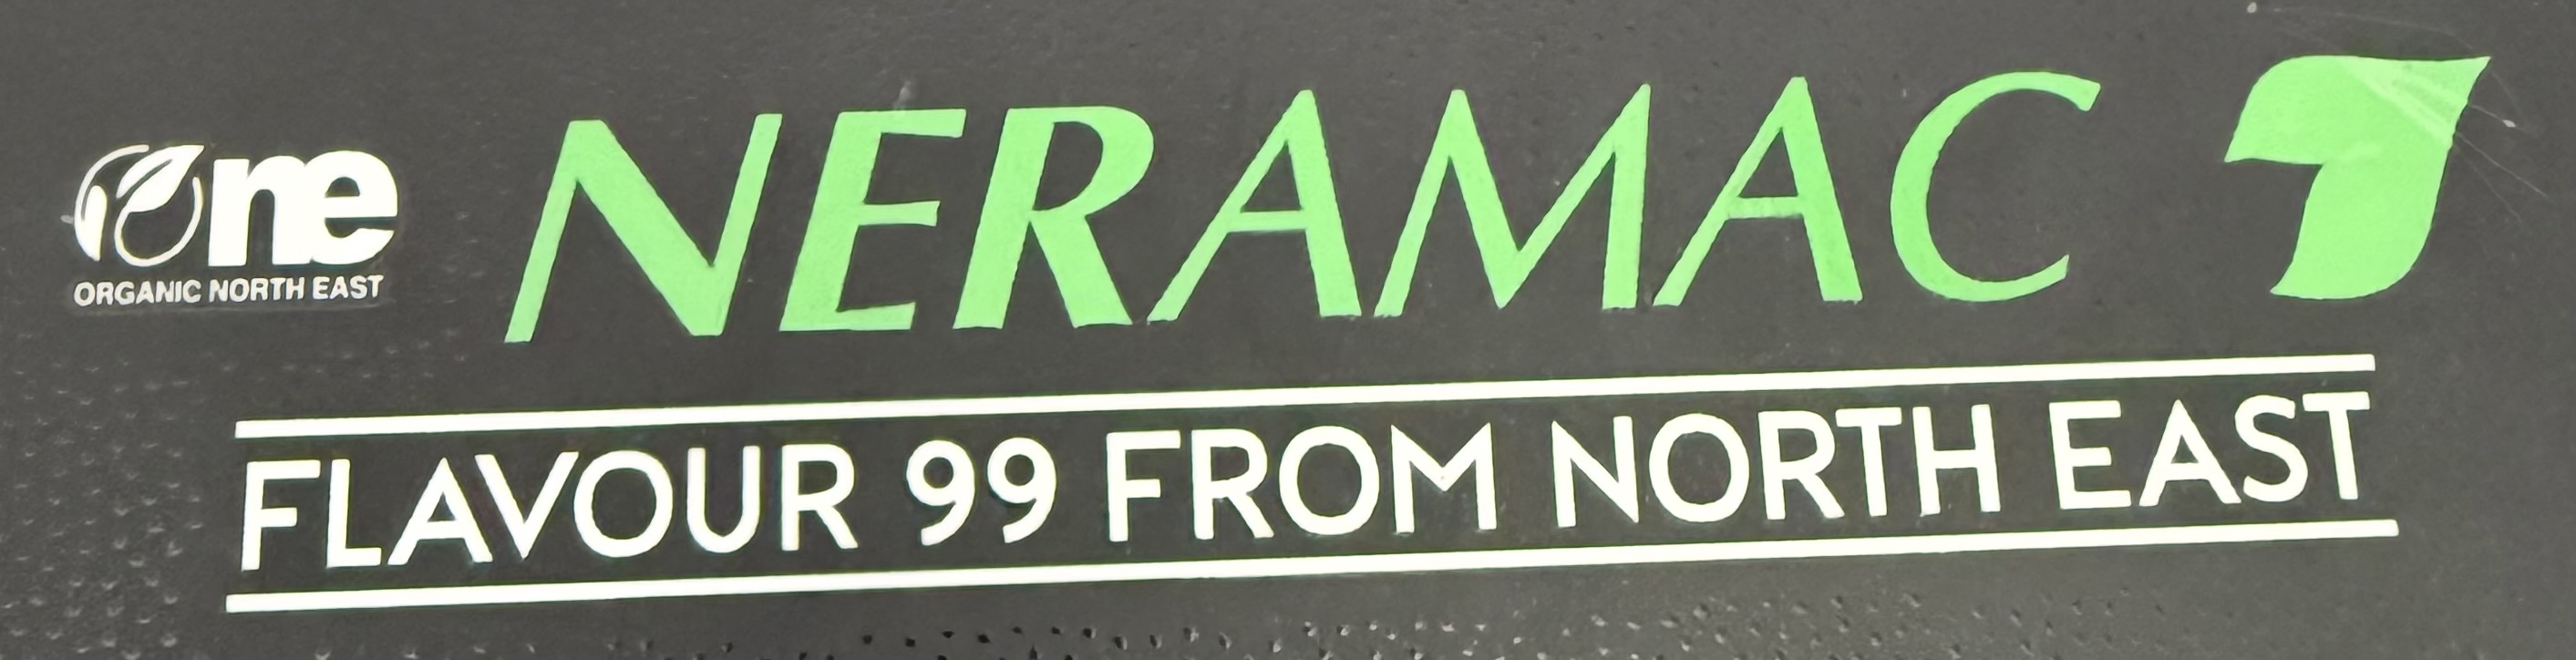 One
ORGANIC NORTH EAST
NERAMAC
FLAVOUR 99 FROM NORTH EAST